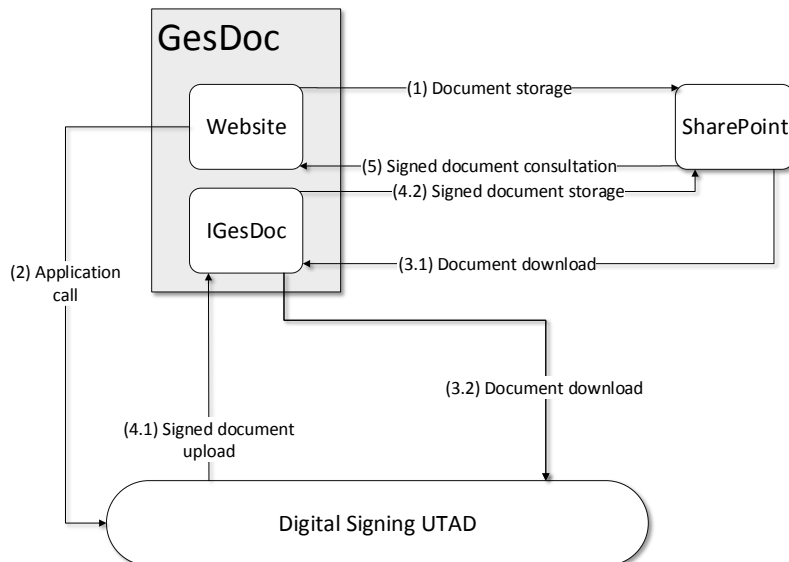 GesDoc
(1) Document storage
Website
SharePoint
(5) Signed document consultation
(4.2) Signed document storage
IGesDoc
(3.1) Document download
(2) Application
call
(3.2) Document download
(4.1) Signed document
upload
Digital Signing UTAD